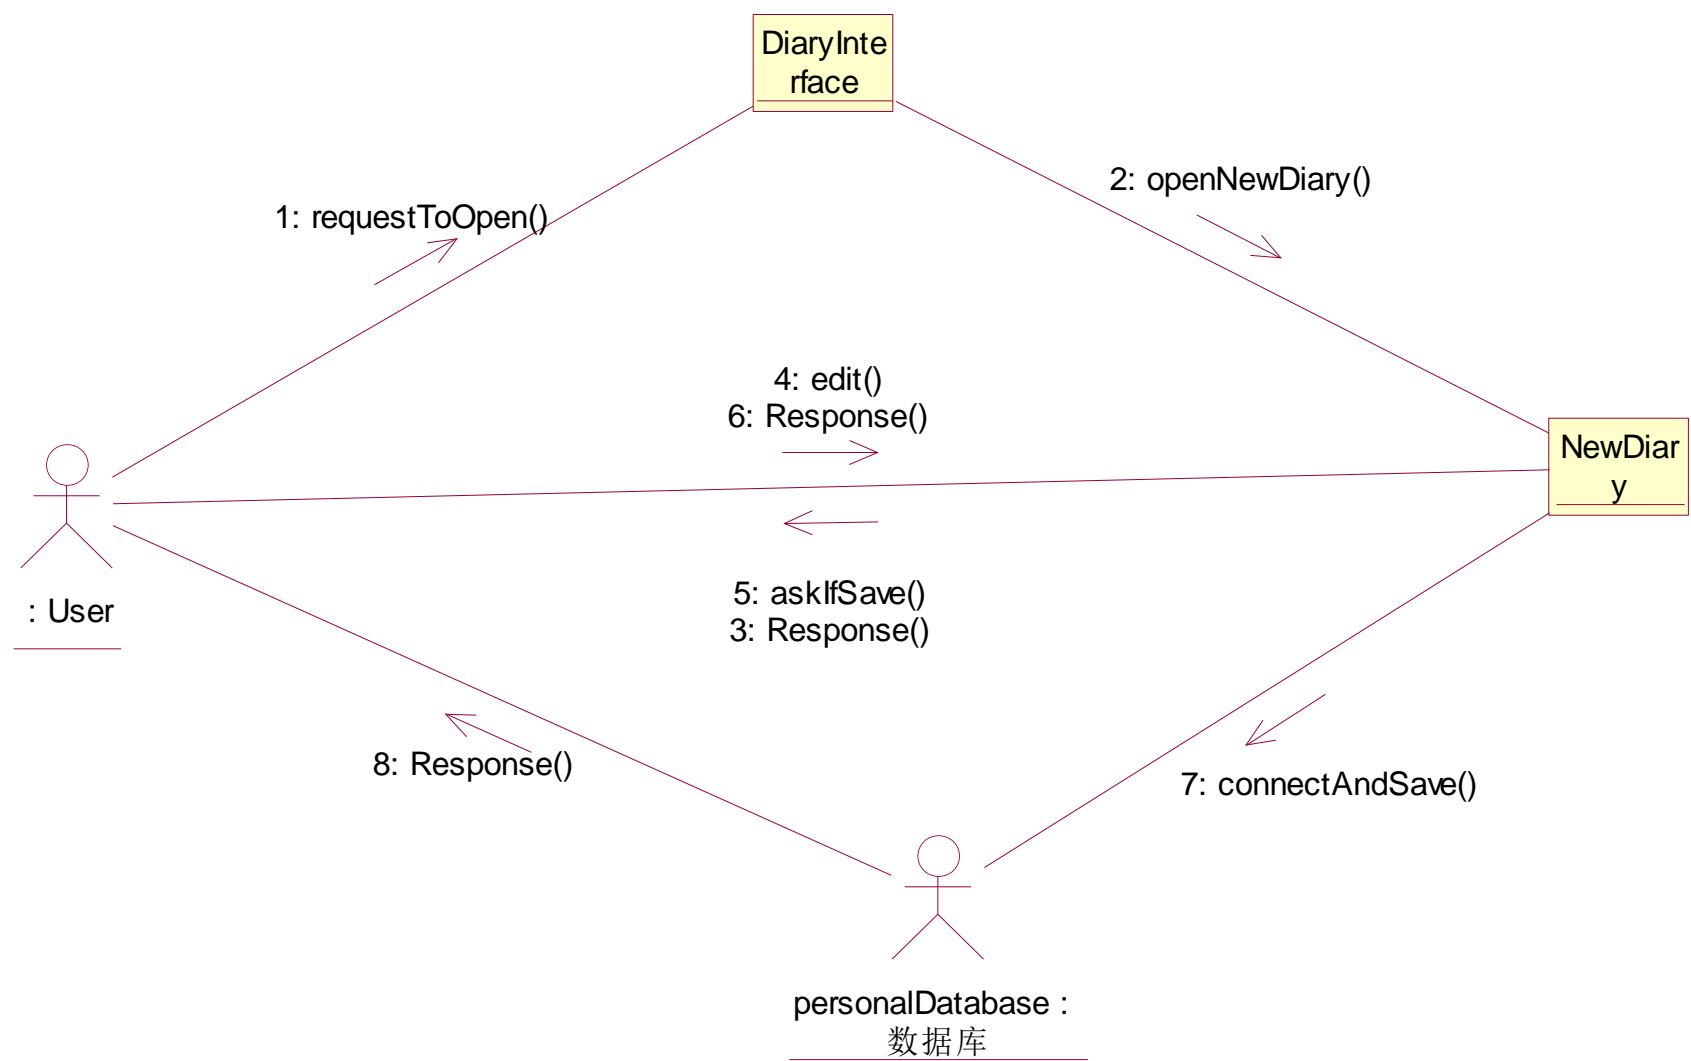 DiaryInte
rface
2: openNewDiary()
1: requestToOpen()
4: edit()
6: Response()
NewDiar
y
5: askIfSave()
3: Response()
: User
8: Response()
7: connectAndSave()
personalDatabase :
数据库